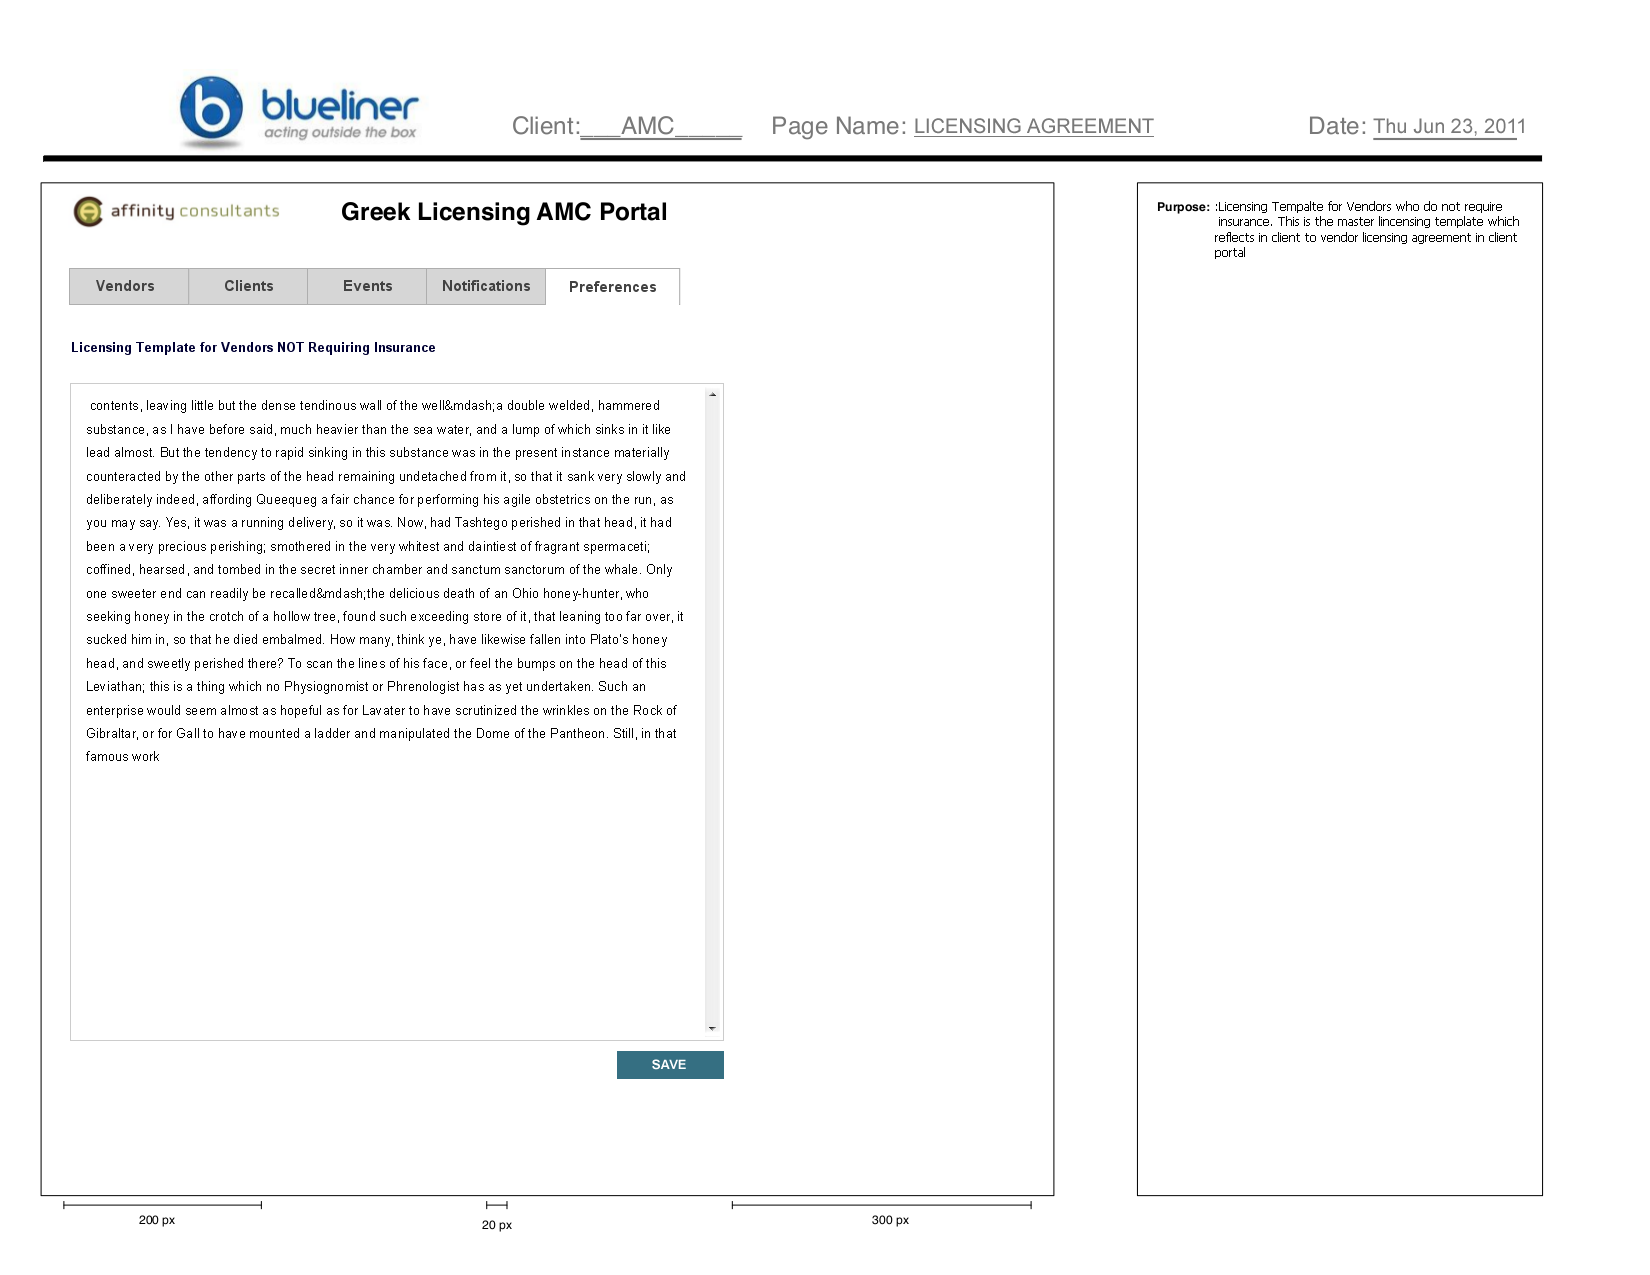 blueliner
acting outside the box
Client:___AMC_____ Page Name: LICENSING AGREEMENT Date: Thu Jun 23, 2011
affinity consultants
Greek Licensing AMC Portal
Vendors Clients Events Notifications Preferences
Licensing Template for Vendors NOT Requiring Insurance
contents, leaving little but the dense tendinous wall of the well&mdash;a double welded, hammered
substance, as I have before said, much heavier than the sea water, and a lump of which sinks in it like
lead almost. But the tendency to rapid sinking in this substance was in the present instance materially
counteracted by the other parts of the head remaining undetached from it, so that it sank very slowly and
deliberately indeed, affording Queequeg a fair chance for performing his agile obstetrics on the run, as
you may say. Yes, it was a running delivery, so it was. Now, had Tashtego perished in that head, it had
been a very precious perishing; smothered in the very whitest and daintiest of fragrant spermaceti;
coffined, hearsed, and tombed in the secret inner chamber and sanctum sanctorum of the whale. Only
one sweeter end can readily be recalled&mdash;the delicious death of an Ohio honey-hunter, who
seeking honey in the crotch of a hollow tree, found such exceeding store of it, that leaning too far over, it
sucked him in, so that he died embalmed. How many, think ye, have likewise fallen into Plato's honey
head, and sweetly perished there? To scan the lines of his face, or feel the bumps on the head of this
Leviathan; this is a thing which no Physiognomist or Phrenologist has as yet undertaken. Such an
enterprise would seem almost as hopeful as for Lavater to have scrutinized the wrinkles on the Rock of
Gibraltar, or for Gall to have mounted a ladder and manipulated the Dome of the Pantheon. Still, in that
famous work
SAVE
Purpose: :Licensing Tempalte for Vendors who do not require
insurance. This is the master lincensing template which
reflects in client to vendor licensing agreement in client
portal
200 px
20 px
300 px